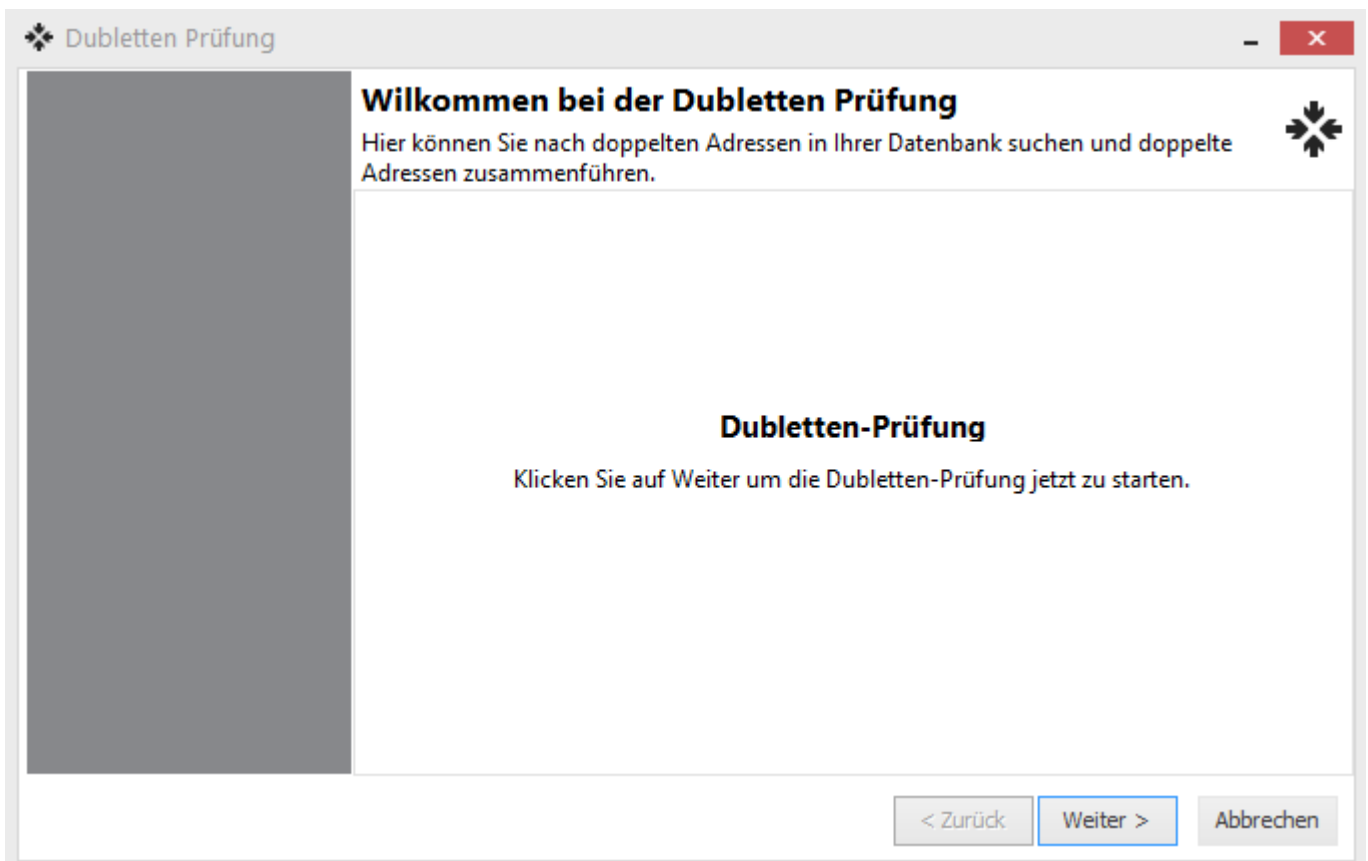 Dubletten Prüfung
Wilkommen bei der Dubletten Prüfung
Hier können Sie nach doppelten Adressen in Ihrer Datenbank suchen und doppelte
Adressen zusammenführen.
Dubletten-Prüfung
Klicken Sie auf Weiter um die Dubletten-Prüfung jetzt zu starten.
< Zurück
Weiter >
Abbrechen